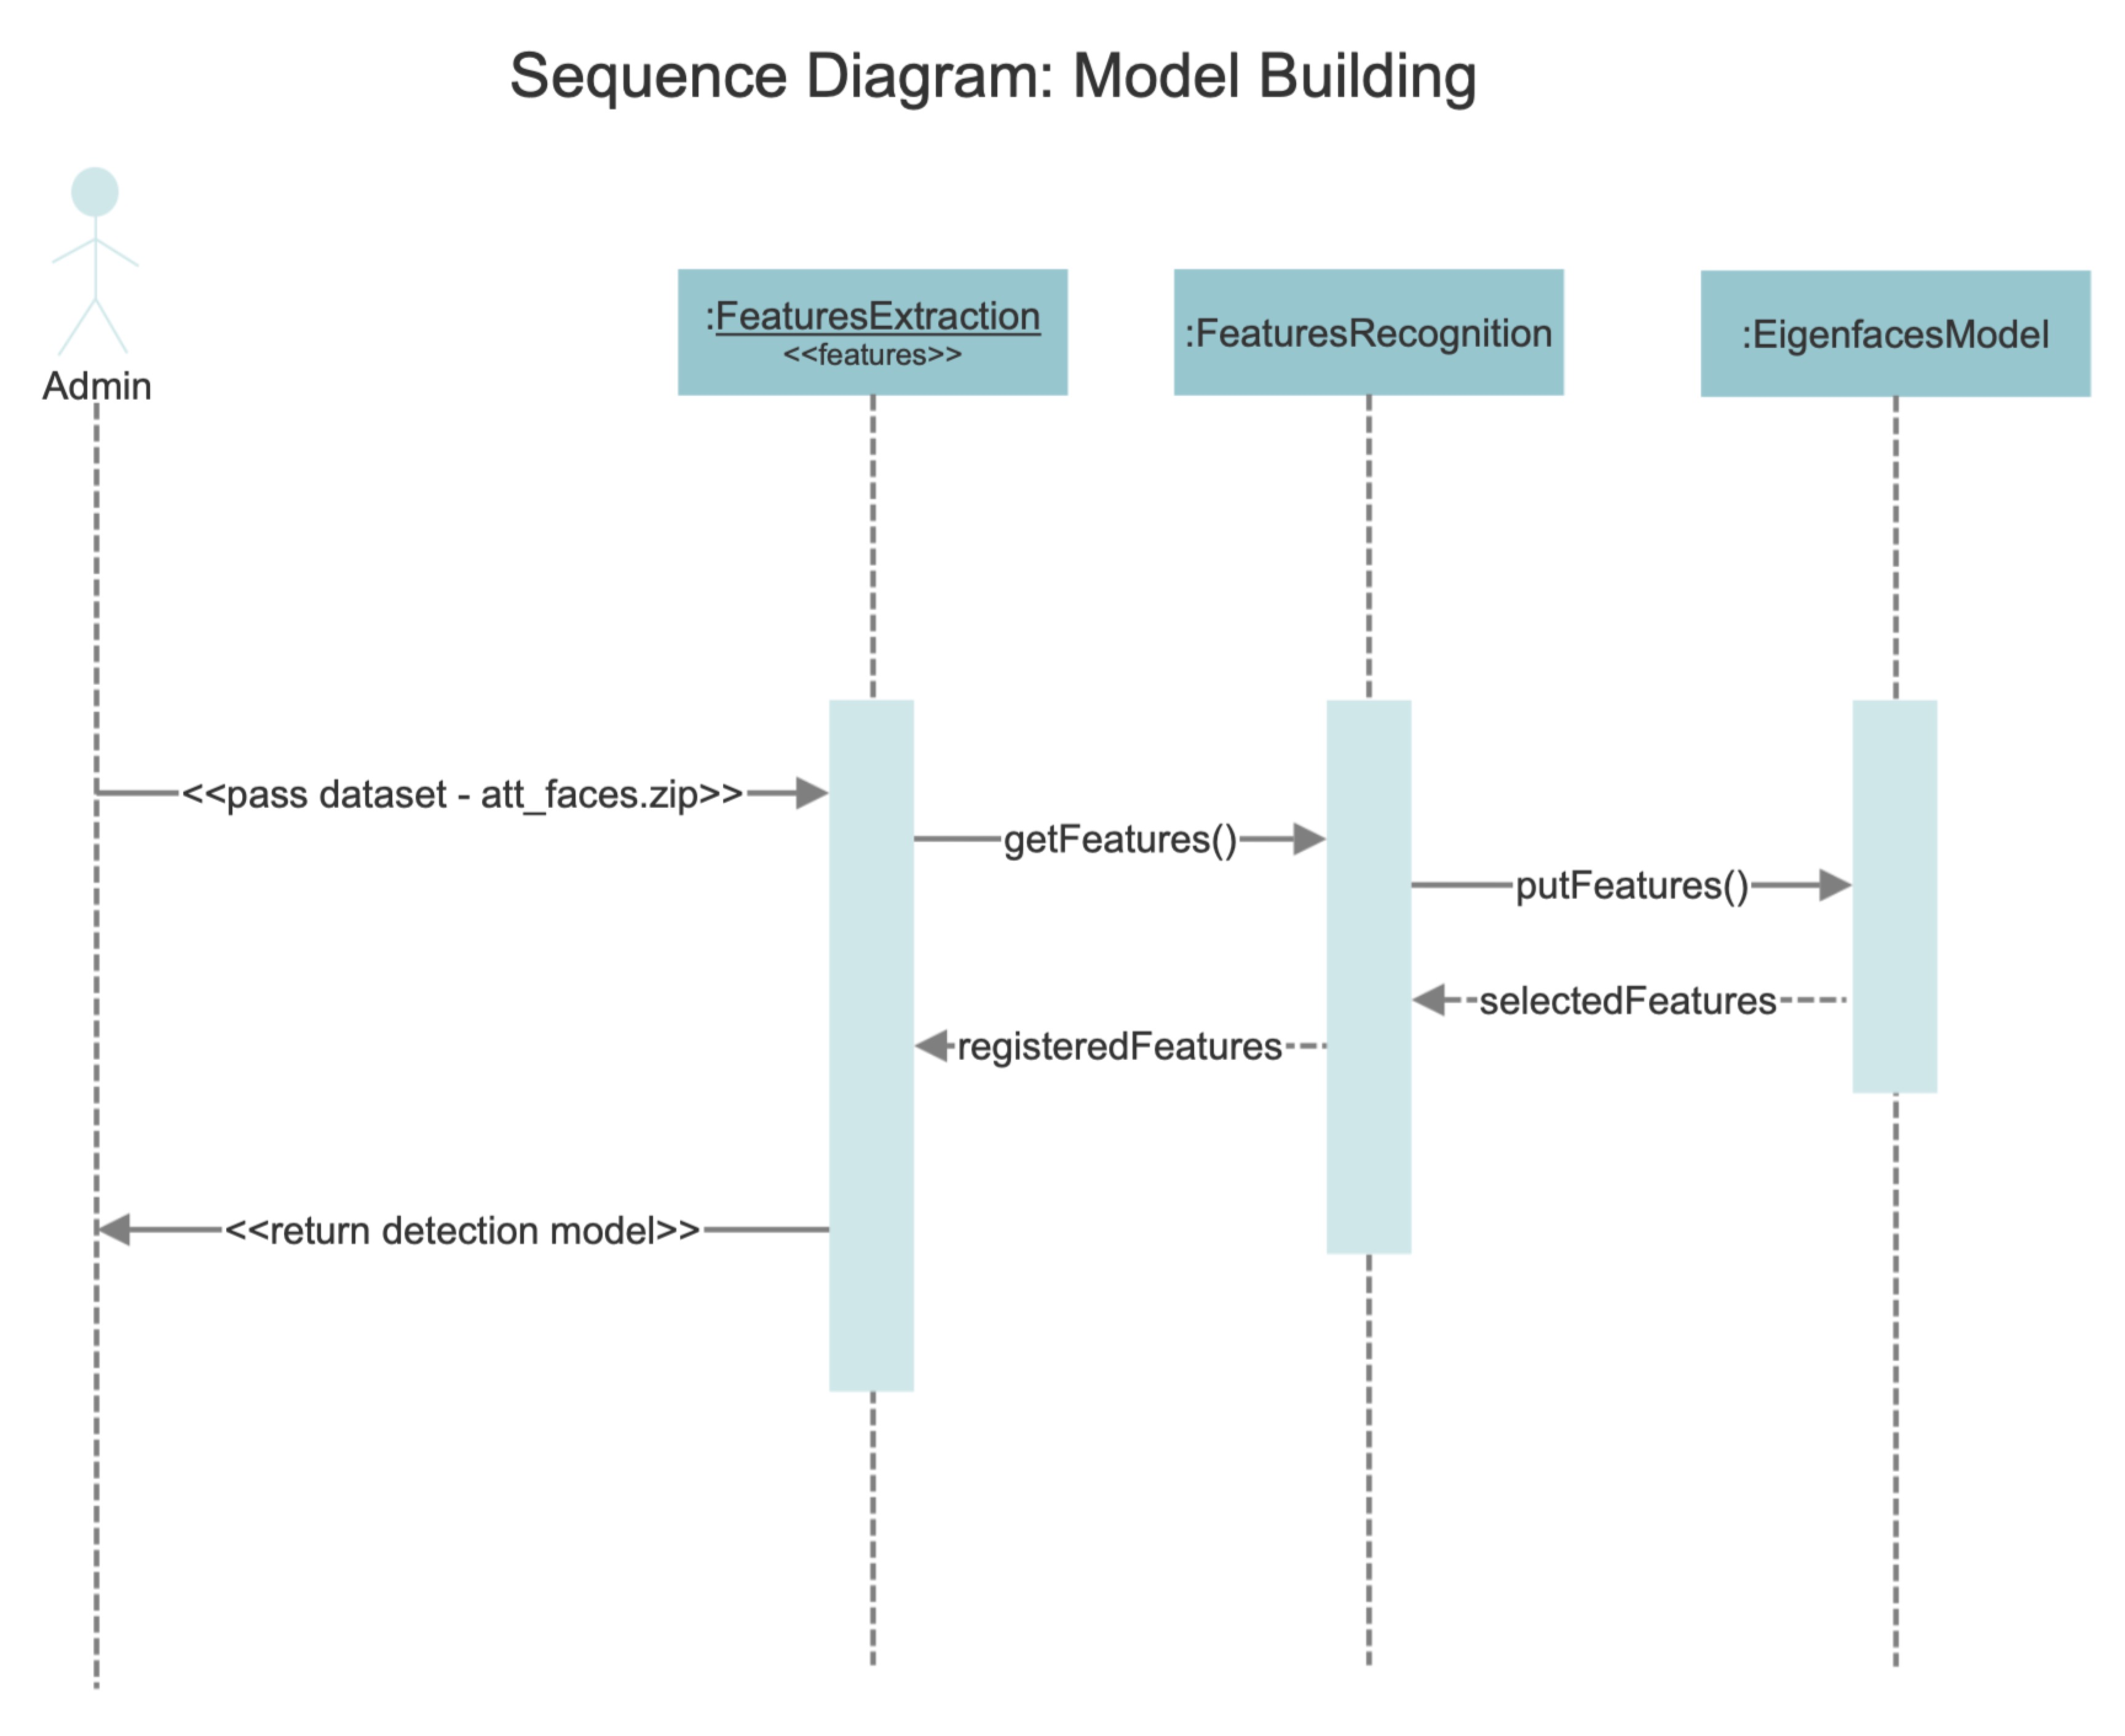 Sequence Diagram: Model Building
Admin
:FeaturesExtraction
<<features>>
:FeaturesRecognition
:EigenfacesModel
<<pass dataset - att_faces.zip>>
getFeatures()
putFeatures()
selectedFeatures
registeredFeatures
<<return detection model>>